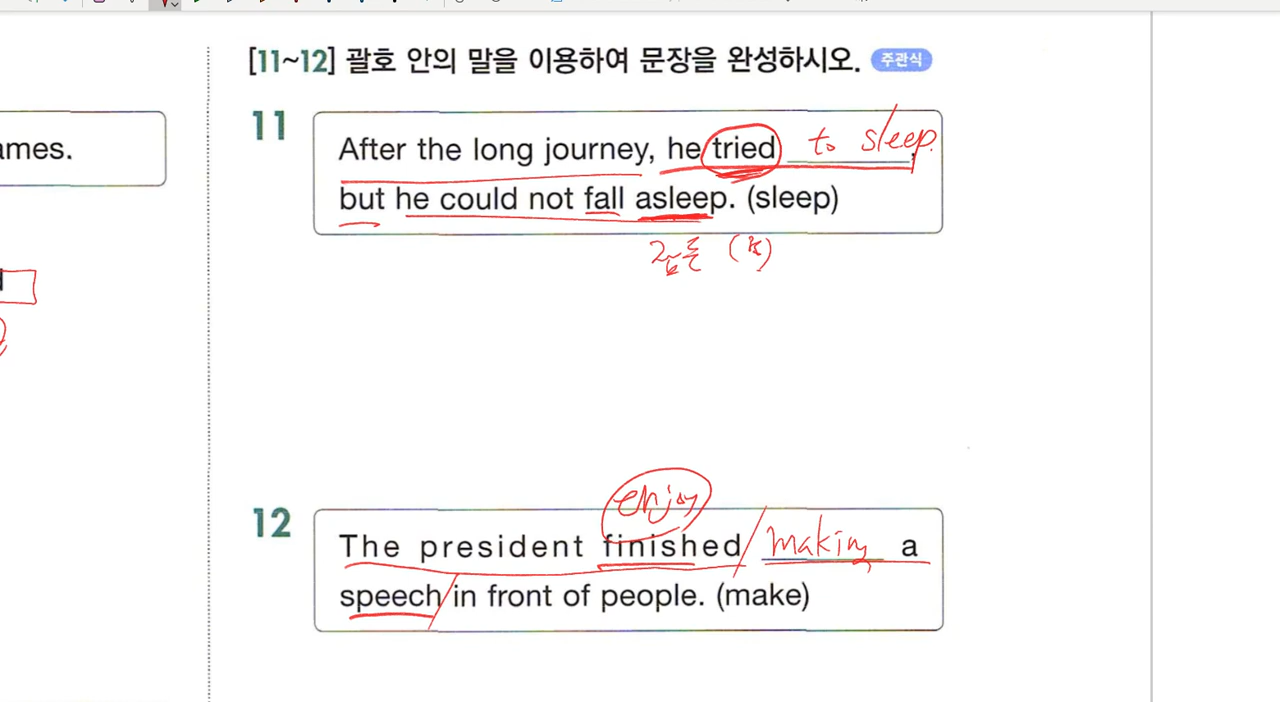 [11~12] 괄호 안의 말을 이용하여 문장을 완성하시오. 주관식
ames.
11
After the long journey, he tried to sleep,
but he could not fall asleep. (sleep)
enjoy
12
The president finished making a
speech in front of people. (make)